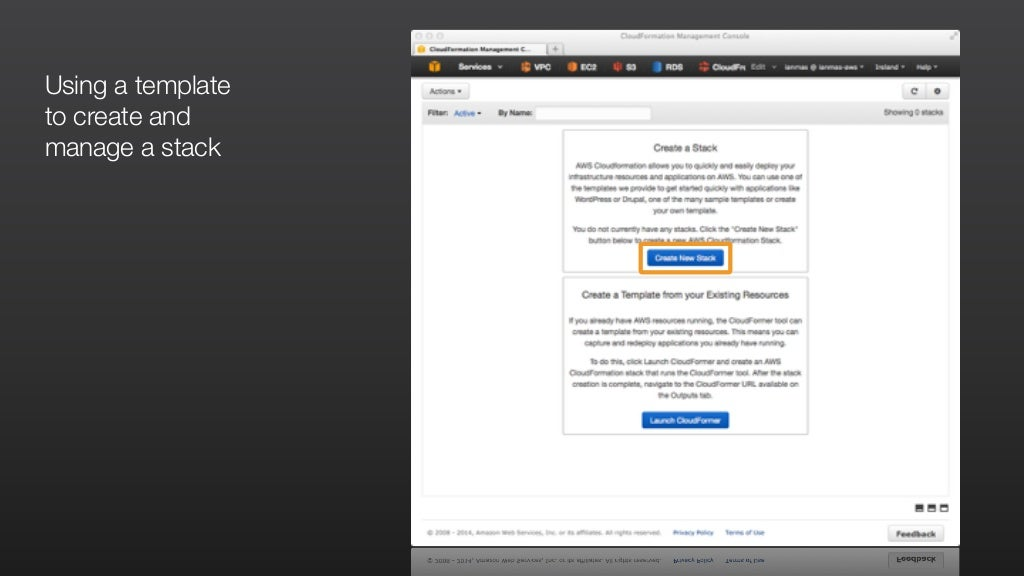 Using a template
to create and
manage a stack
CloudFormation Management Console
CloudFormation Management C...
Services VPC EC2 S3 RDS CloudFn Edit ianmas @ ianmas-aws Ireland Help
Actions
Filter: Active By Name: Showing 0 stacks
Create a Stack
AWS Cloudformation allows you to quickly and easily deploy your
infrastructure resources and applications on AWS. You can use one of
the templates we provide to get started quickly with applications like
WordPress or Drupal, one of the many sample templates or create
your own template.
You do not currently have any stacks. Click the "Create New Stack"
button below to create a new AWS Cloudformation Stack.
Create New Stack
Create a Template from your Existing Resources
If you already have AWS resources running, the CloudFormer tool can
create a template from your existing resources. This means you can
capture and redeploy applications you already have running.
To do this, click Launch CloudFormer and create an AWS
CloudFormation stack that runs the CloudFormer tool. After the stack
creation is complete, navigate to the CloudFormer URL available on
the Outputs tab.
Launch CloudFormer
© 2008 - 2014, Amazon Web Services, Inc. or its affiliates. All rights reserved. Privacy Policy Terms of Use Feedback